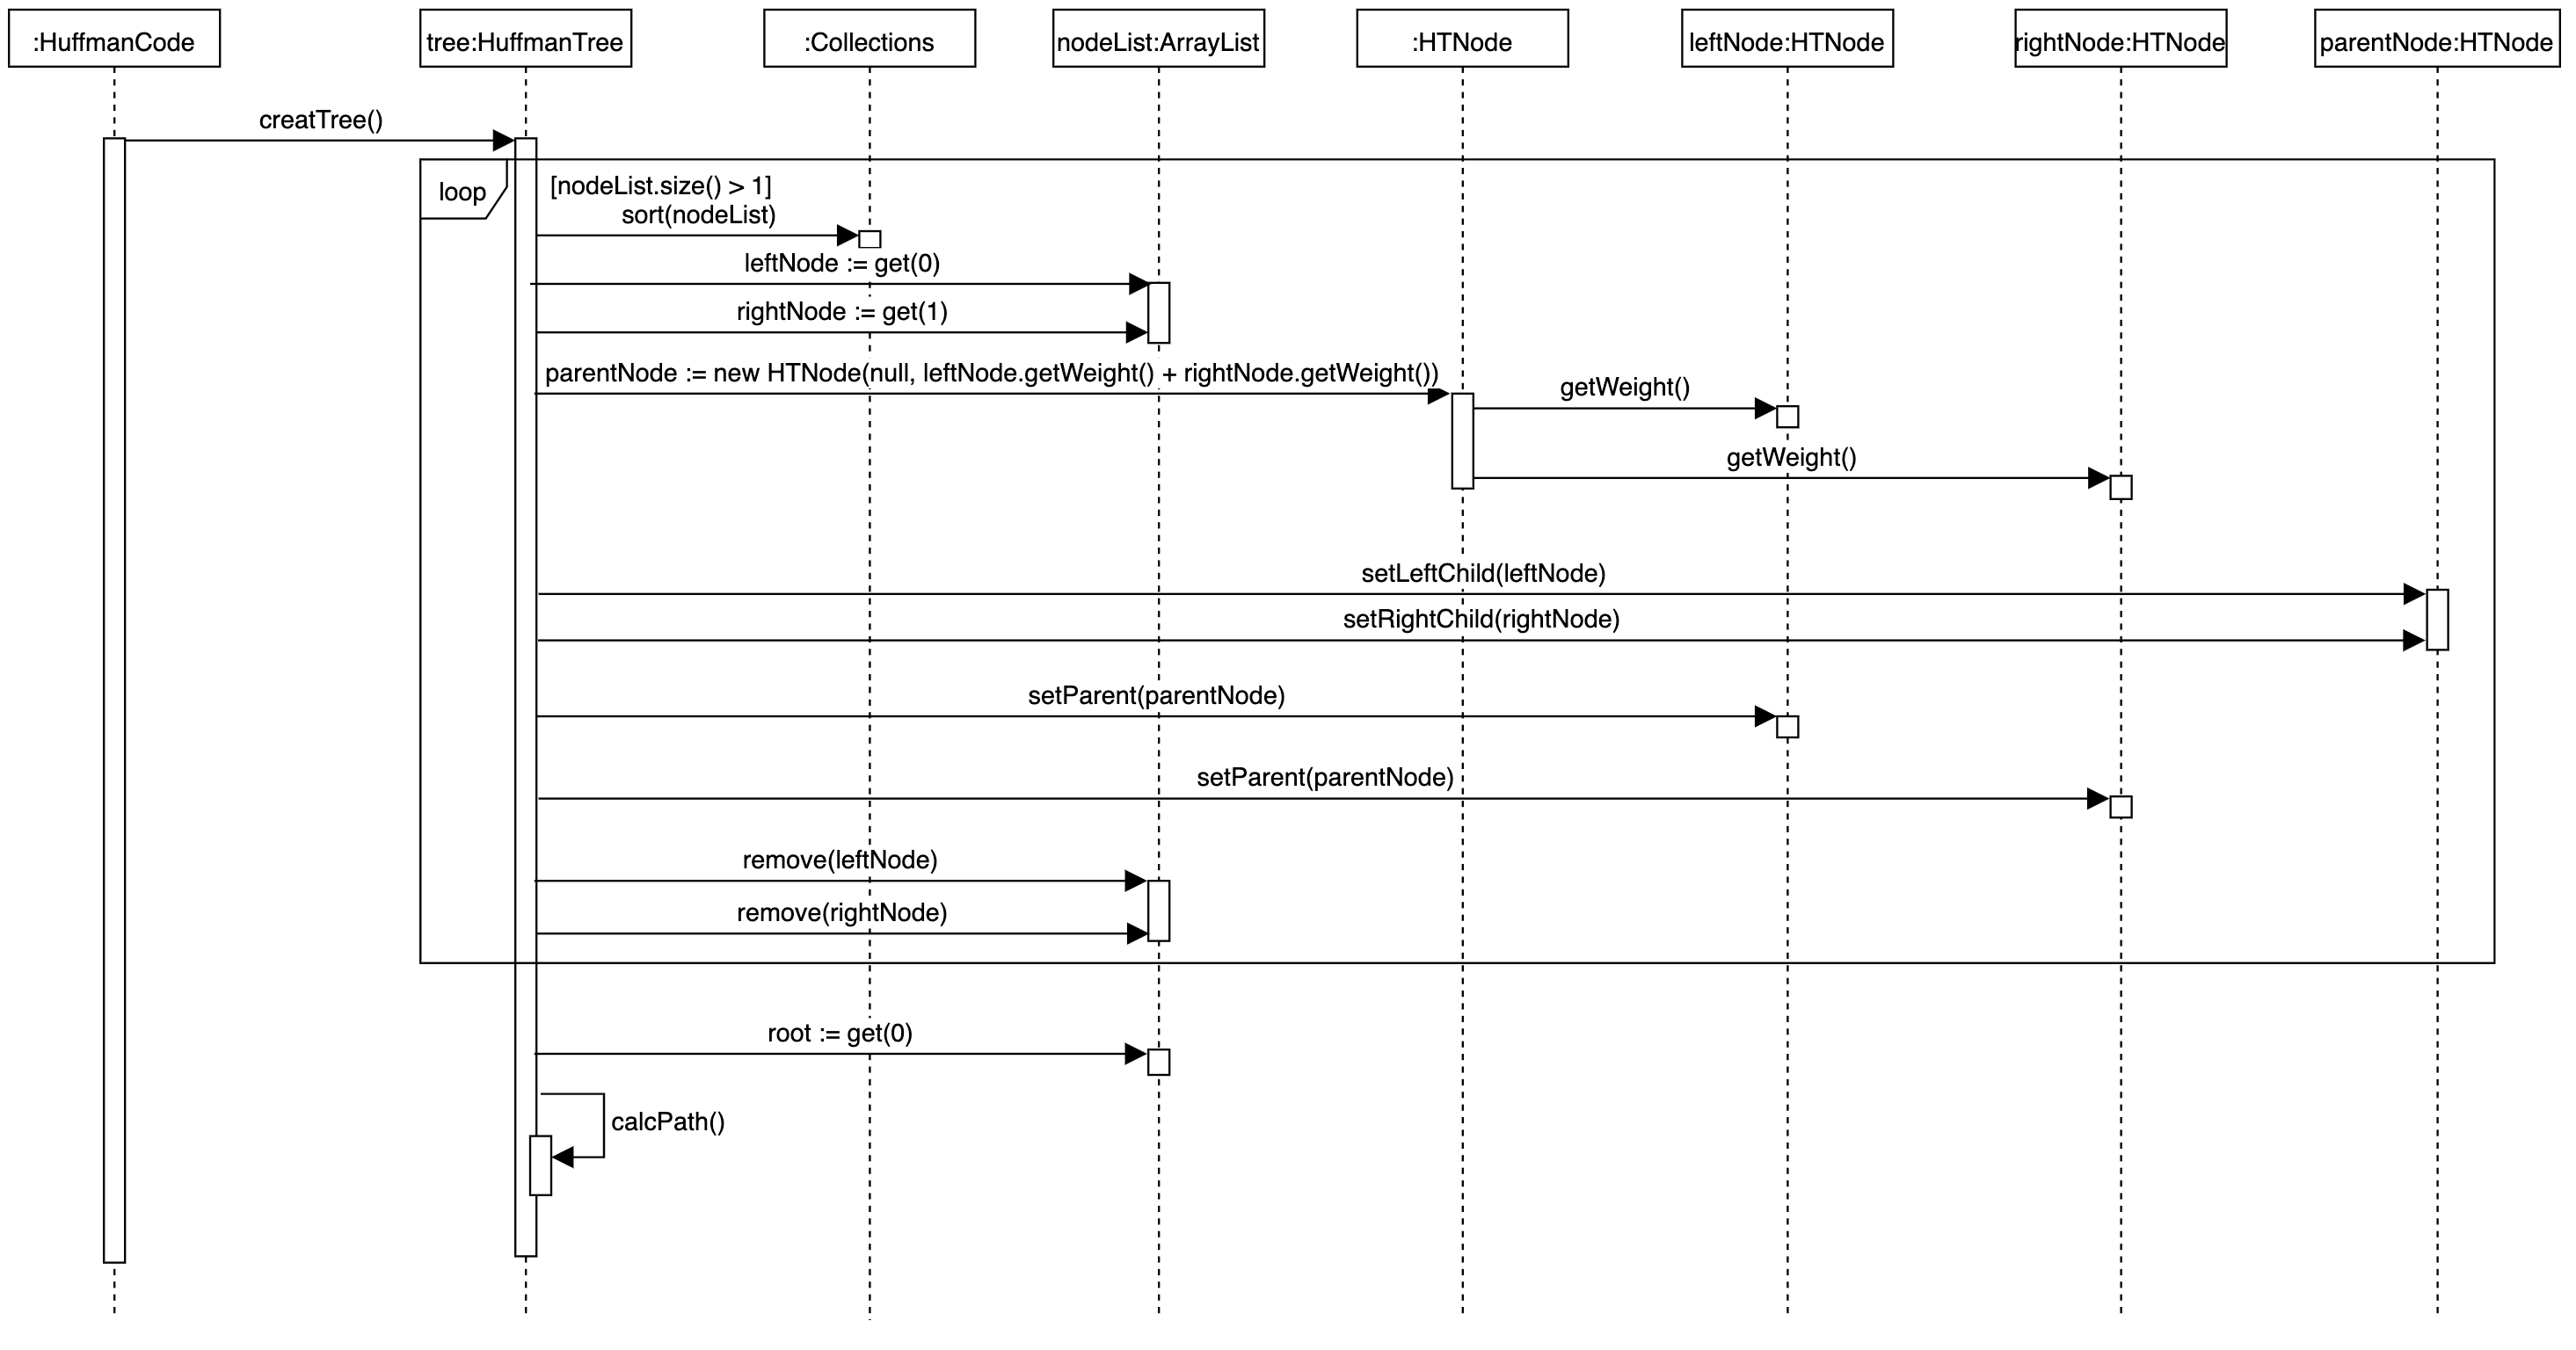 :HuffmanCode
tree:HuffmanTree
:Collections
nodeList:ArrayList
:HTNode
leftNode:HTNode
rightNode:HTNode
parentNode:HTNode
creatTree()
loop
[nodeList.size() > 1]
sort(nodeList)
leftNode := get(0)
rightNode := get(1)
parentNode := new HTNode(null, leftNode.getWeight() + rightNode.getWeight())
getWeight()
getWeight()
setLeftChild(leftNode)
setRightChild(rightNode)
setParent(parentNode)
setParent(parentNode)
remove(leftNode)
remove(rightNode)
root := get(0)
calcPath()